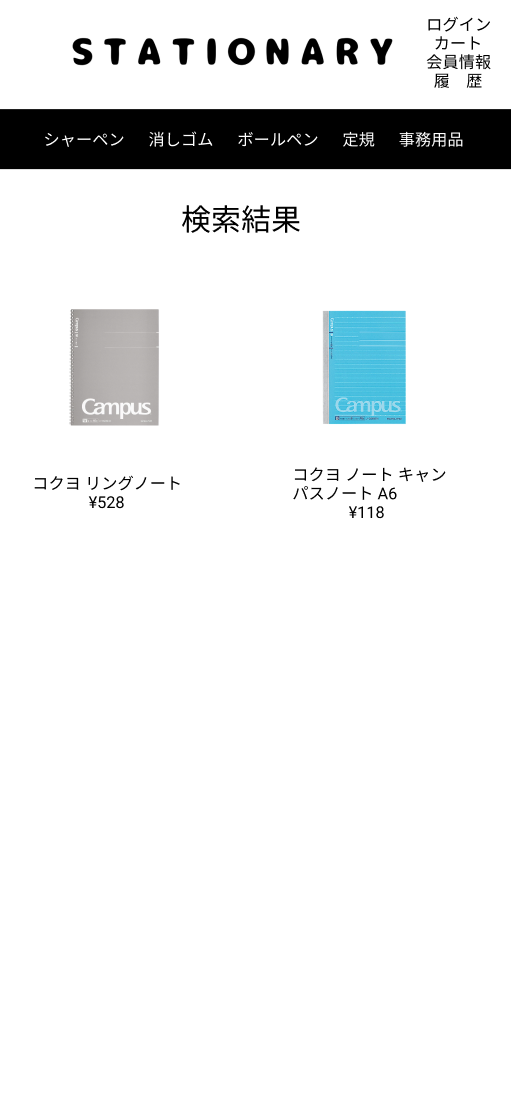 STATIONARY
ログイン
カート
会員情報
履　歴
シャーペン 消しゴム ボールペン 定規 事務用品
検索結果
Campus
Campus
コクヨ リングノート
¥528
コクヨ ノート キャン
パスノート A6
¥118